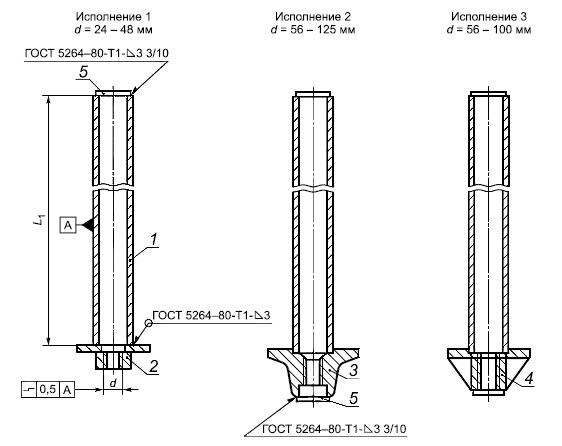 Исполнение 1
d = 24 – 48 мм
Исполнение 2
d = 56 – 125 мм
Исполнение 3
d = 56 – 100 мм
ГОСТ 5264–80-Т1-⊿3 3/10
5
L1
А
1
ГОСТ 5264–80-Т1-⊿3
2
d
0,5 А
3
5
4
ГОСТ 5264–80-Т1-⊿3 3/10